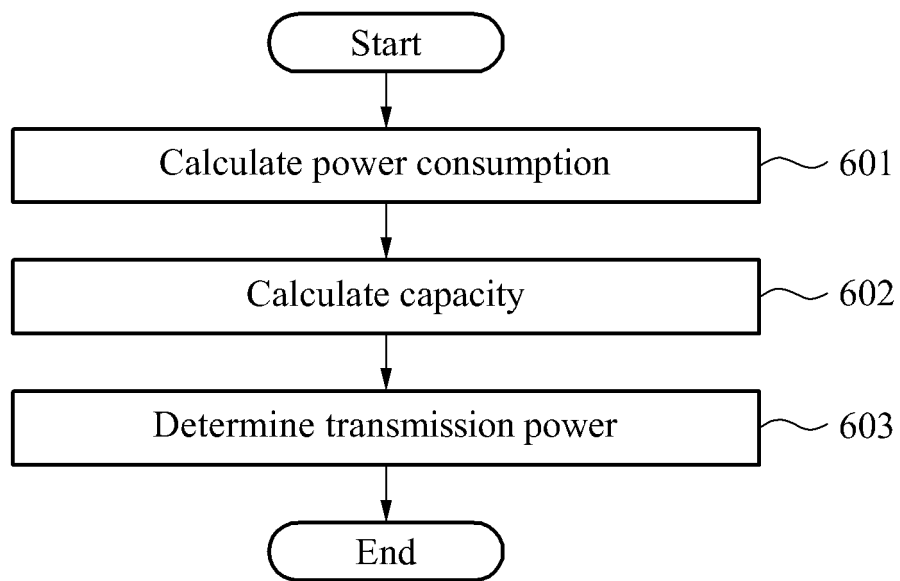 Start
Calculate power consumption 601
Calculate capacity 602
Determine transmission power 603
End